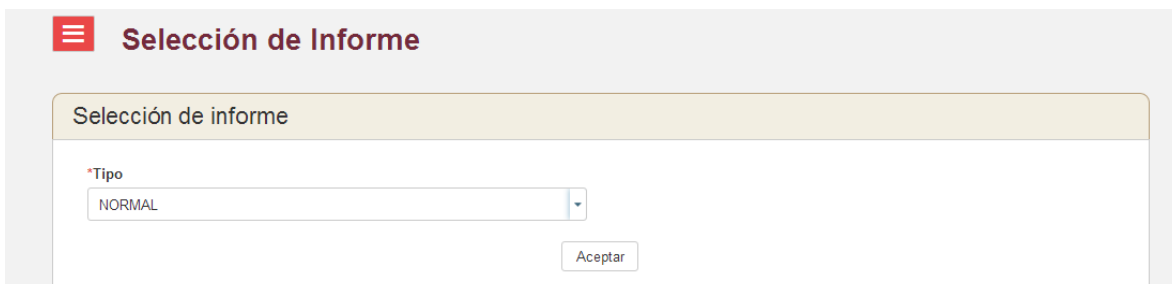 Selección de Informe
Selección de informe
*Tipo
NORMAL
Aceptar